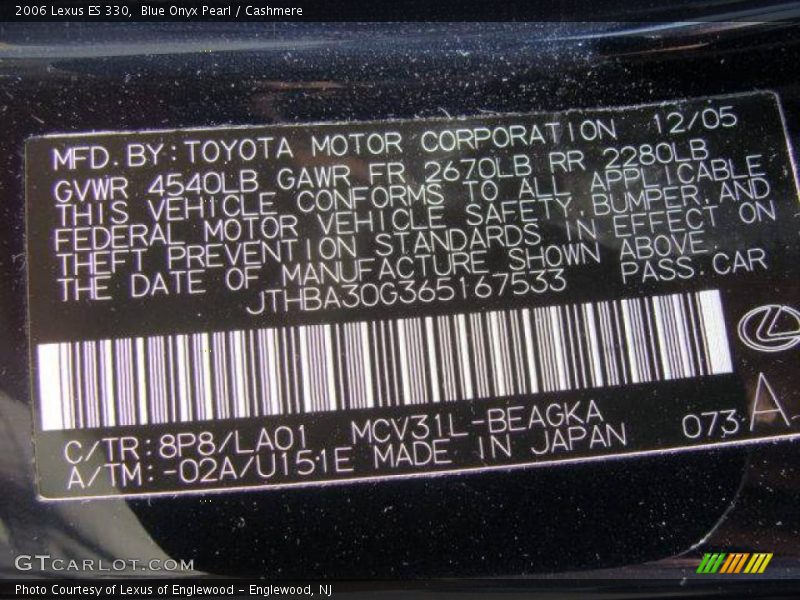 2006 Lexus ES 330,  Blue Onyx Pearl / Cashmere
MFD.BY:TOYOTA MOTOR CORPORATION 12/05
GVWR 4540LB GAWR FR 2670LB RR 2280LB
THIS VEHICLE CONFORMS TO ALL APPLICABLE
FEDERAL MOTOR VEHICLE SAFETY,BUMPER,AND
THEFT PREVENTION STANDARDS IN EFFECT ON
THE DATE OF MANUFACTURE SHOWN ABOVE.
JTHBA30G365167533 PASS.CAR
C/TR:8P8/LA01 MCV31L-BEAGKA 073 A
A/TM:-02A/U151E MADE IN JAPAN
GTCARLOT.COM
Photo Courtesy of Lexus of Englewood - Englewood, NJ